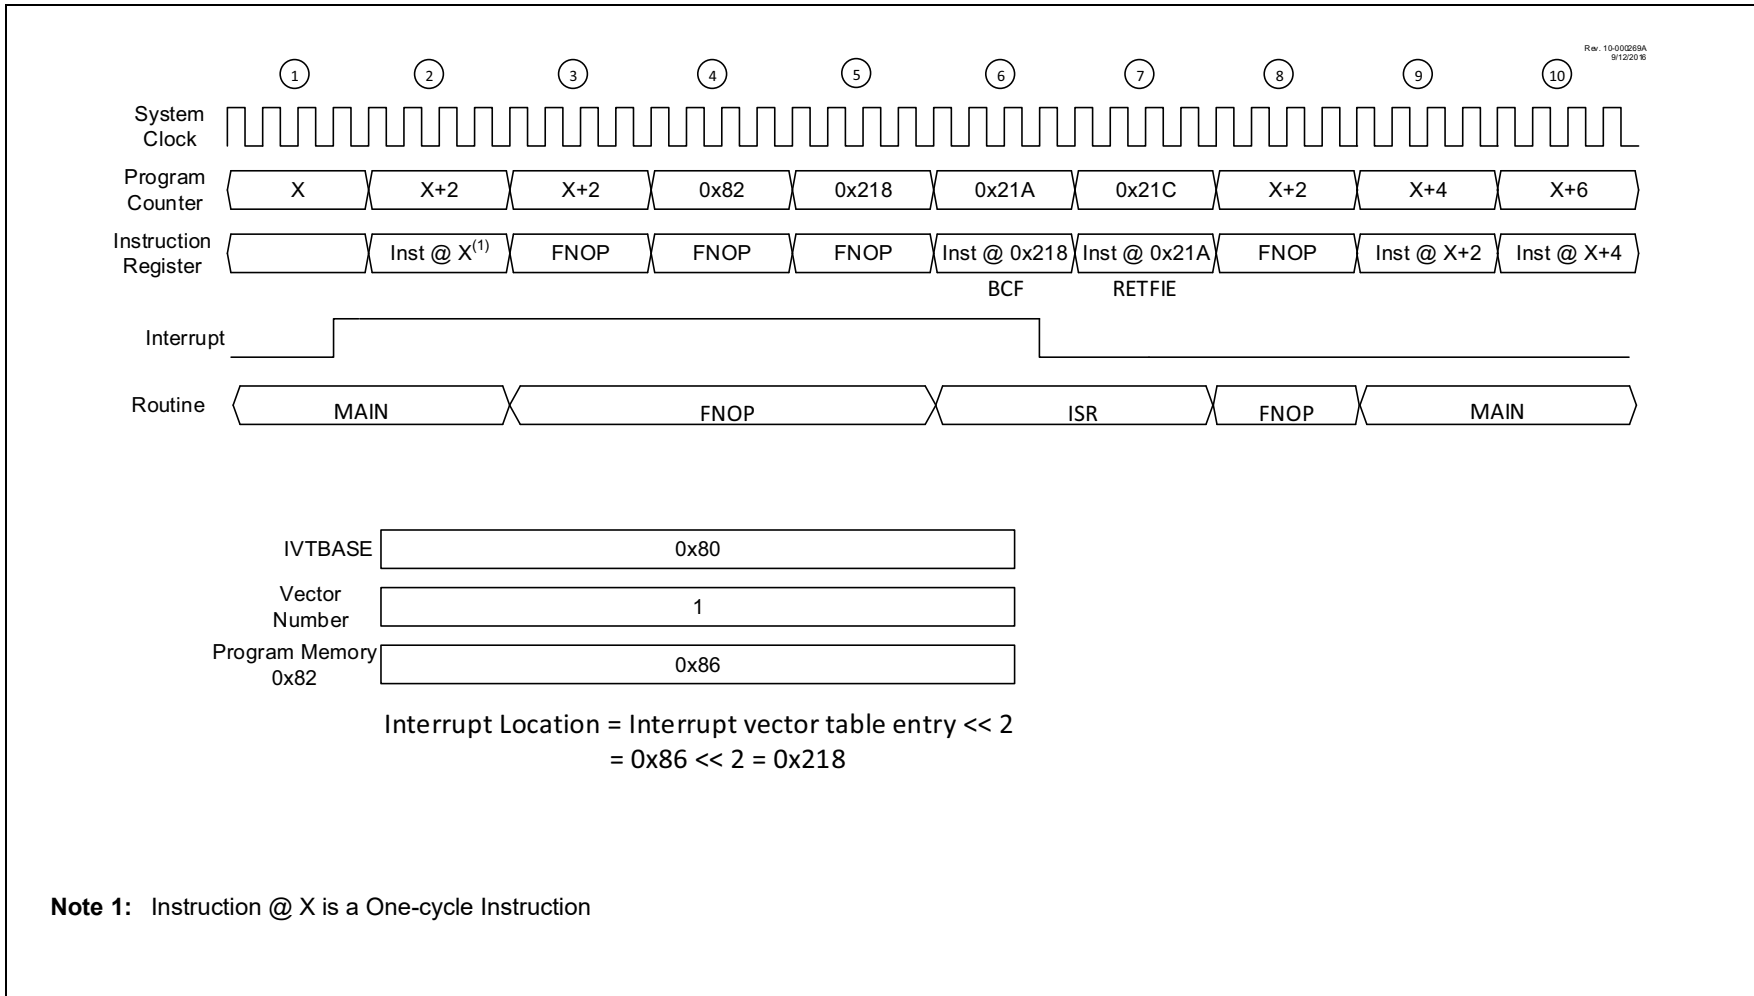 Rev. 10-000269A
9/12/2016
1 2 3 4 5 6 7 8 9 10
System
Clock
Program
Counter
X X+2 X+2 0x82 0x218 0x21A 0x21C X+2 X+4 X+6
Instruction
Register
Inst @ X(1) FNOP FNOP FNOP Inst @ 0x218 Inst @ 0x21A FNOP Inst @ X+2 Inst @ X+4
BCF RETFIE
Interrupt
Routine MAIN FNOP ISR FNOP MAIN
IVTBASE 0x80
Vector
Number
1
Program Memory
0x82
0x86
Interrupt Location = Interrupt vector table entry << 2
= 0x86 << 2 = 0x218
Note 1: Instruction @ X is a One-cycle Instruction